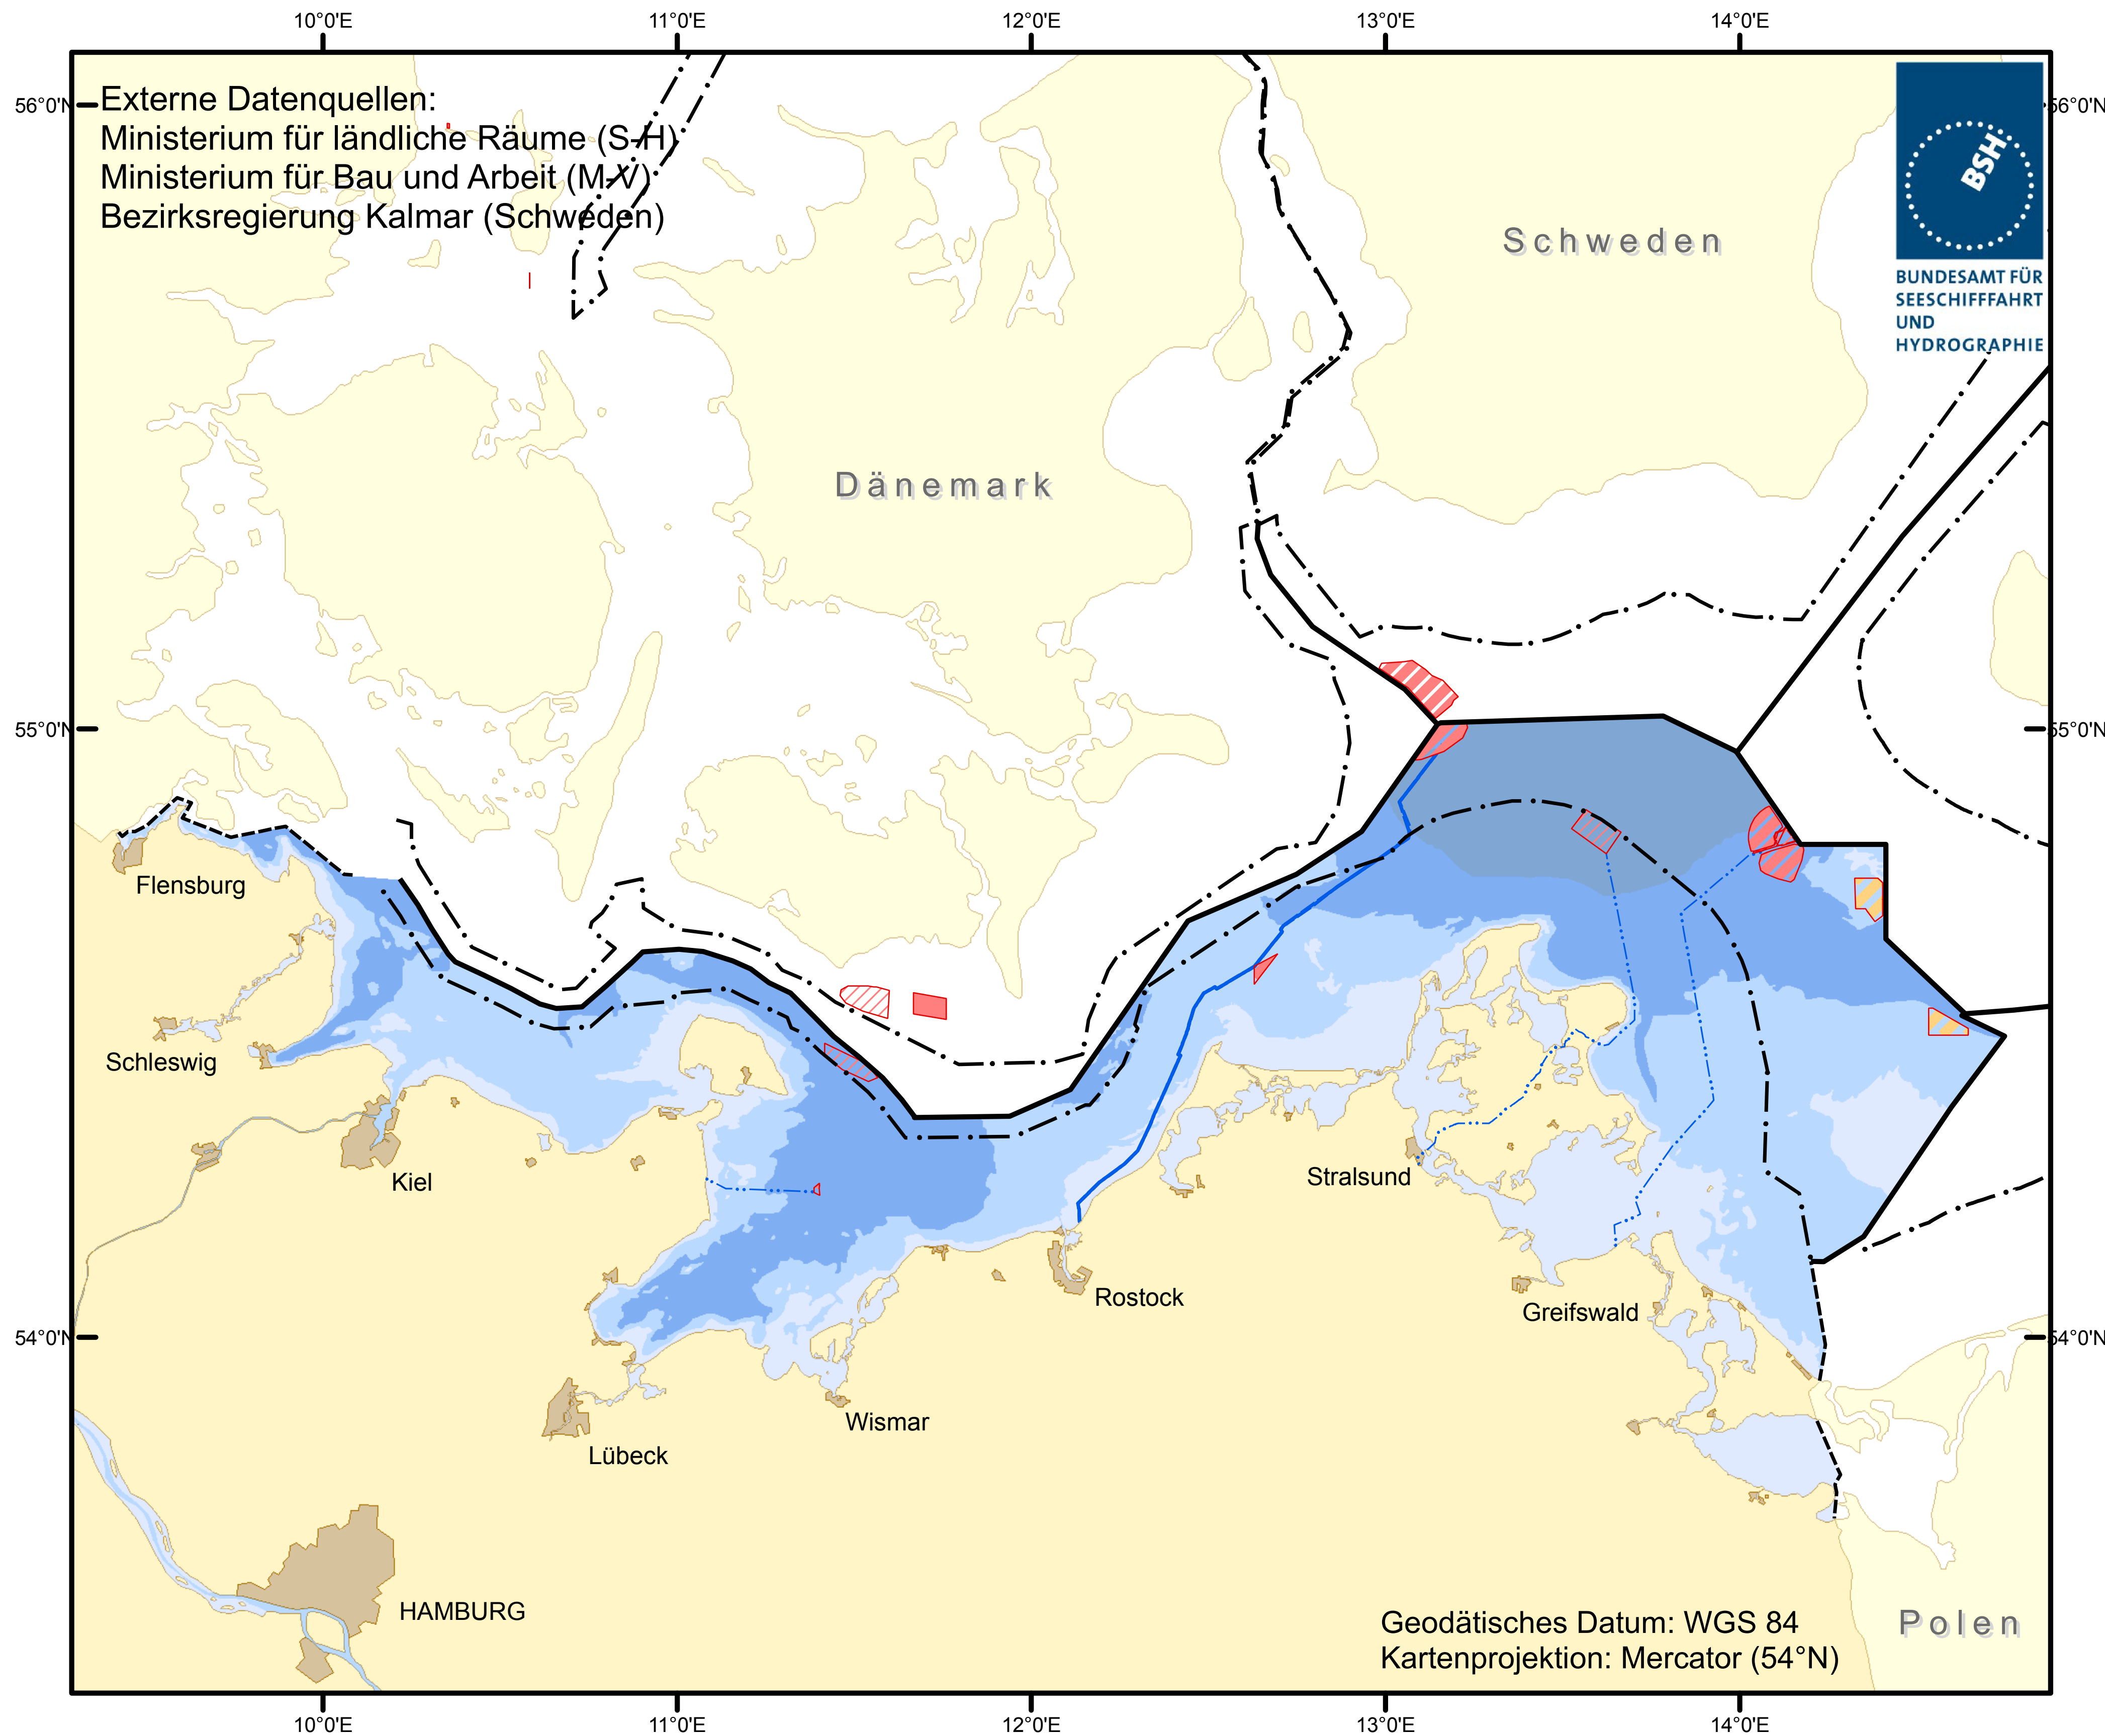 10°0'E 11°0'E 12°0'E 13°0'E 14°0'E
56°0'N
56°0'N
Externe Datenquellen:
Ministerium für ländliche Räume (S-H)
Ministerium für Bau und Arbeit (M-V)
Bezirksregierung Kalmar (Schweden)
BSH
BUNDESAMT FÜR
SEESCHIFFFAHRT
UND
HYDROGRAPHIE
Schweden
Dänemark
55°0'N
55°0'N
Flensburg
Schleswig
Kiel
Stralsund
Rostock
Greifswald
54°0'N
54°0'N
Wismar
Lübeck
HAMBURG
Polen
Geodätisches Datum: WGS 84
Kartenprojektion: Mercator (54°N)
10°0'E 11°0'E 12°0'E 13°0'E 14°0'E